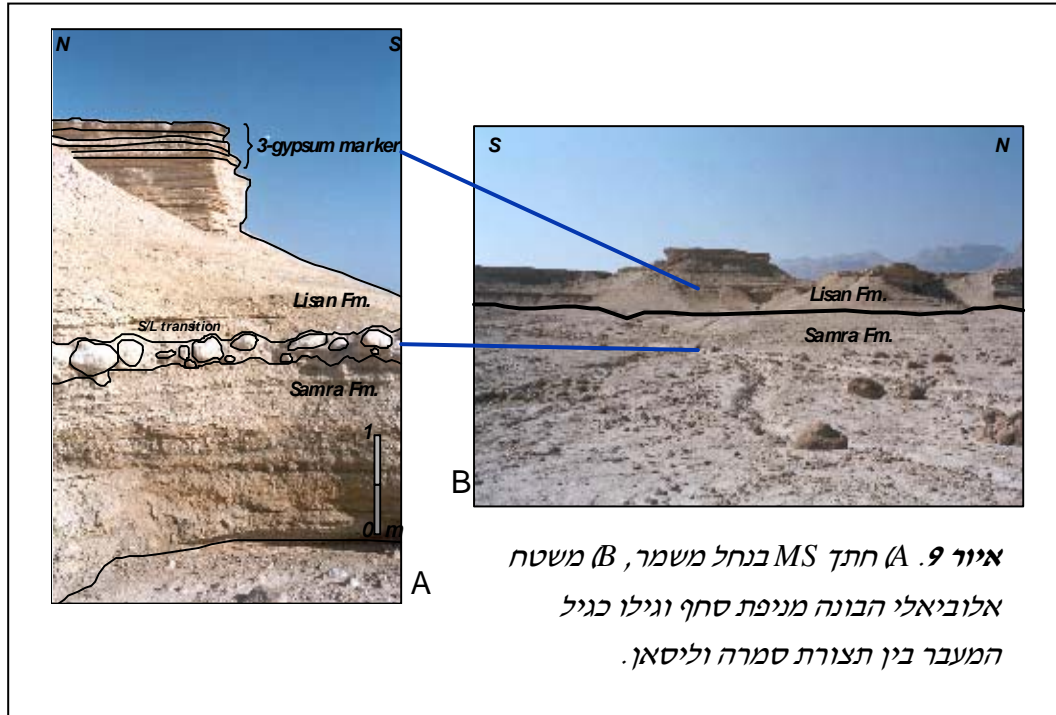 N S
3-gypsum marker
Lisan Fm.
S/L transition
Samra Fm.
1
0 m
A
S N
Lisan Fm.
Samra Fm.
B
איור 9. A) חתך MS בנחל משמר, B) משטח
אלוביאלי הבונה מניפת סחף וגילו כגיל
המעבר בין תצורת סמרה וליסאן.